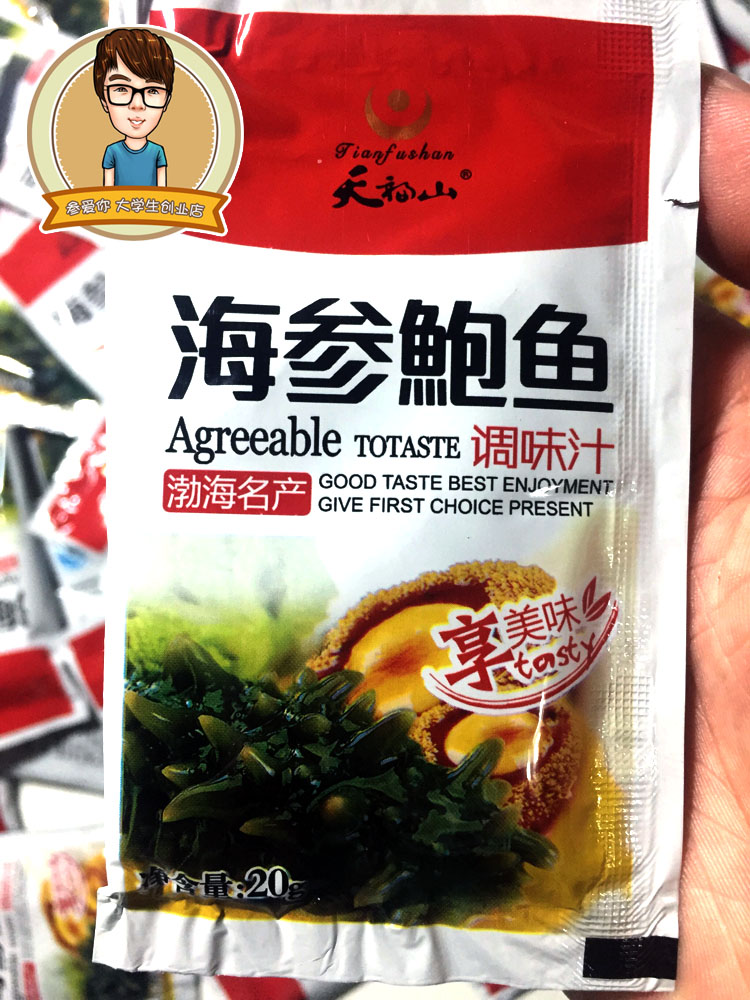 参爱你 大学生创业店
Tianfushan
天福山®
海参鲍鱼
Agreeable TOTASTE 调味汁
渤海名产
GOOD TASTE BEST ENJOYMENT
GIVE FIRST CHOICE PRESENT
享美味
tasty
净含量:20g